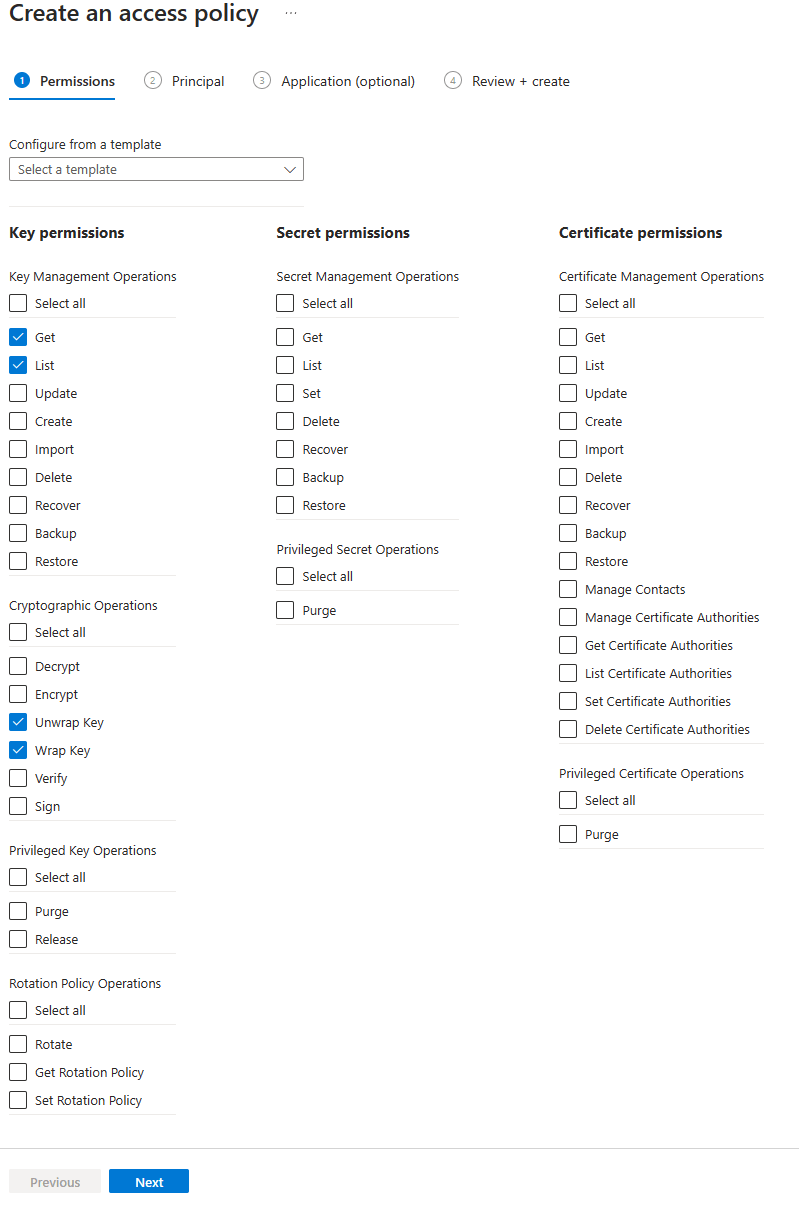 Create an access policy ...
1 Permissions 2 Principal 3 Application (optional) 4 Review + create
Configure from a template
Select a template
Key permissions
Key Management Operations
Select all
Get
List
Update
Create
Import
Delete
Recover
Backup
Restore
Cryptographic Operations
Select all
Decrypt
Encrypt
Unwrap Key
Wrap Key
Verify
Sign
Privileged Key Operations
Select all
Purge
Release
Rotation Policy Operations
Select all
Rotate
Get Rotation Policy
Set Rotation Policy
Secret permissions
Secret Management Operations
Select all
Get
List
Set
Delete
Recover
Backup
Restore
Privileged Secret Operations
Select all
Purge
Certificate permissions
Certificate Management Operations
Select all
Get
List
Update
Create
Import
Delete
Recover
Backup
Restore
Manage Contacts
Manage Certificate Authorities
Get Certificate Authorities
List Certificate Authorities
Set Certificate Authorities
Delete Certificate Authorities
Privileged Certificate Operations
Select all
Purge
Previous Next